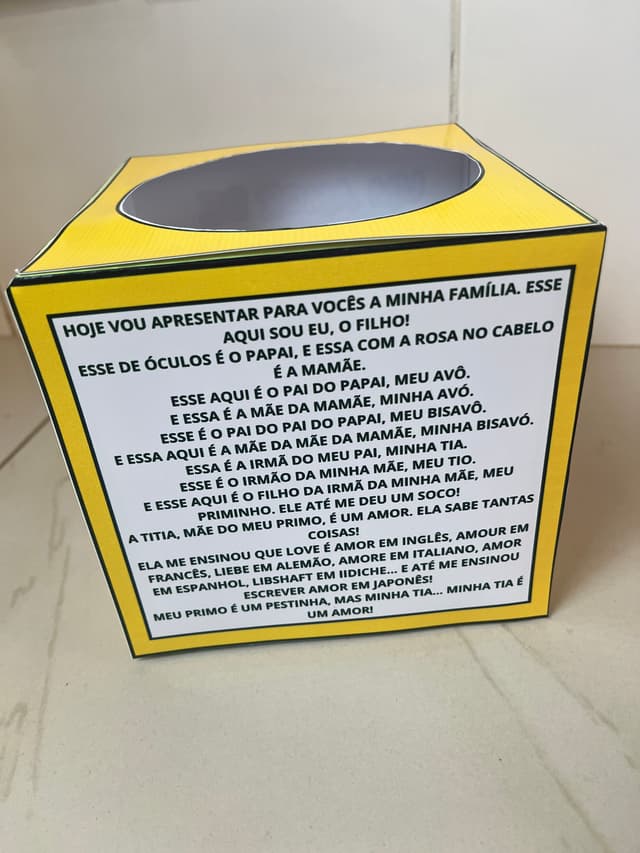 HOJE VOU APRESENTAR PARA VOCÊS A MINHA FAMÍLIA. ESSE
AQUI SOU EU, O FILHO!
ESSE DE ÓCULOS É O PAPAI, E ESSA COM A ROSA NO CABELO
É A MAMÃE.
ESSE AQUI É O PAI DO PAPAI, MEU AVÔ.
E ESSA É A MÃE DA MAMÃE, MINHA AVÓ.
ESSE É O PAI DO PAI DO PAPAI, MEU BISAVÔ.
E ESSA AQUI É A MÃE DA MÃE DA MAMÃE, MINHA BISAVÓ.
ESSA É A IRMÃ DO MEU PAI, MINHA TIA.
ESSE É O IRMÃO DA MINHA MÃE, MEU TIO.
E ESSE AQUI É O FILHO DA IRMÃ DA MINHA MÃE, MEU
PRIMINHO. ELE ATÉ ME DEU UM SOCO!
A TITIA, MÃE DO MEU PRIMO, É UM AMOR. ELA SABE TANTAS
COISAS!
ELA ME ENSINOU QUE LOVE É AMOR EM INGLÊS, AMOUR EM
FRANCÊS, LIEBE EM ALEMÃO, AMORE EM ITALIANO, AMOR
EM ESPANHOL, LIBSHAFT EM IIDICHE... E ATÉ ME ENSINOU
ESCREVER AMOR EM JAPONÊS!
MEU PRIMO É UM PESTINHA, MAS MINHA TIA... MINHA TIA É
UM AMOR!